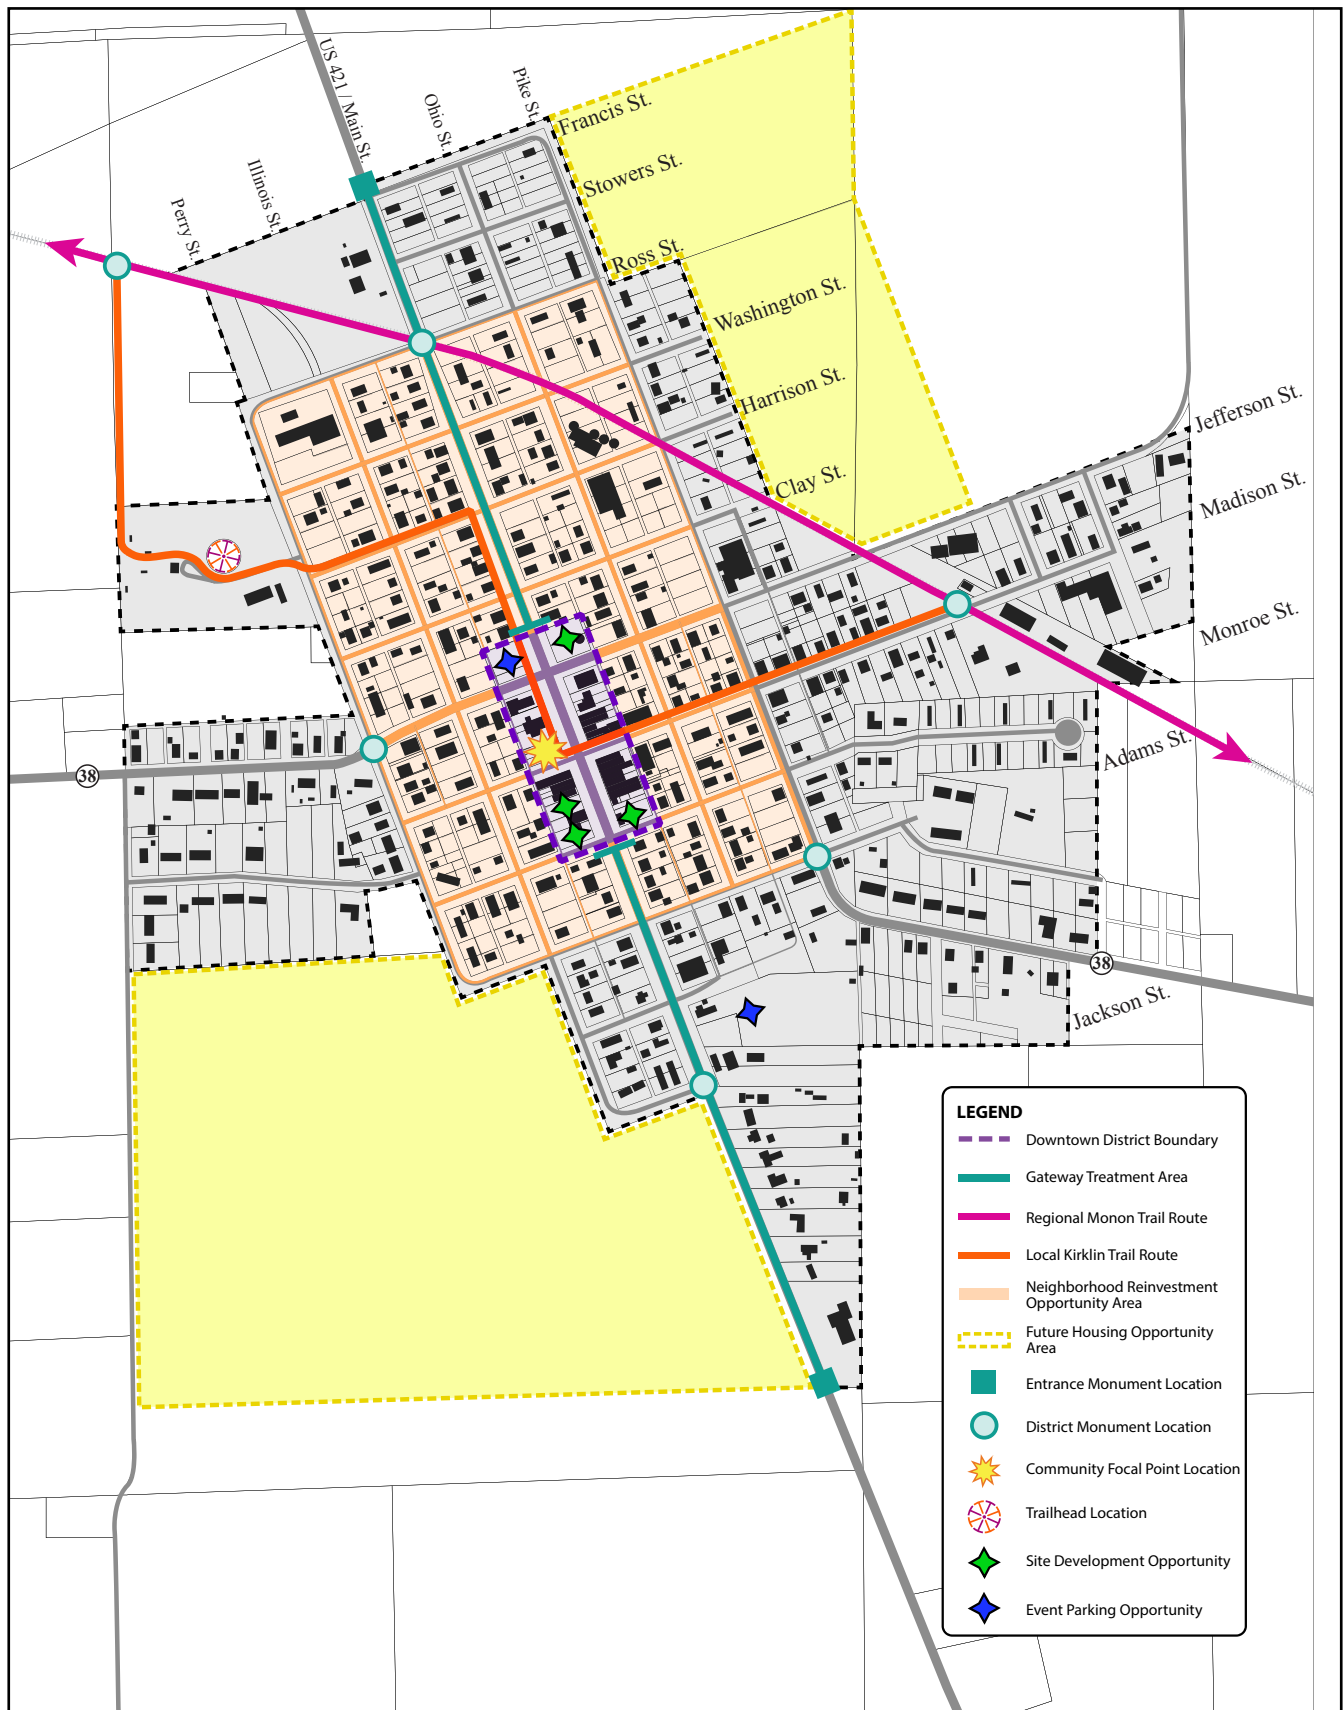 US 421 / Main St.
Ohio St.
Pike St.
Illinois St.
Perry St.
Francis St.
Stowers St.
Ross St.
Washington St.
Harrison St.
Clay St.
Jefferson St.
Madison St.
Monroe St.
Adams St.
38
38
Jackson St.
LEGEND
Downtown District Boundary
Gateway Treatment Area
Regional Monon Trail Route
Local Kirklin Trail Route
Neighborhood Reinvestment
Opportunity Area
Future Housing Opportunity
Area
Entrance Monument Location
District Monument Location
Community Focal Point Location
Trailhead Location
Site Development Opportunity
Event Parking Opportunity